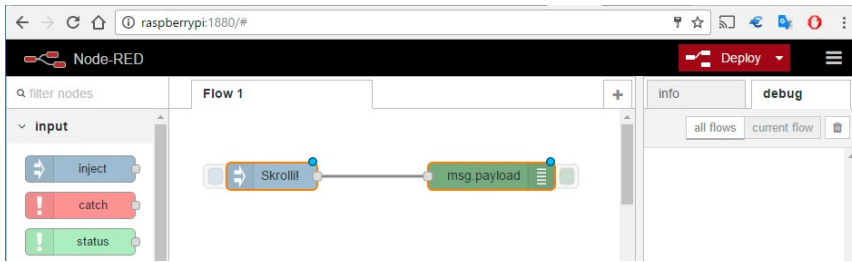 raspberrypi:1880/#
Node-RED
Deploy
filter nodes
Flow 1
info
debug
input
all flows
current flow
inject
Skrolli!
msg.payload
catch
status